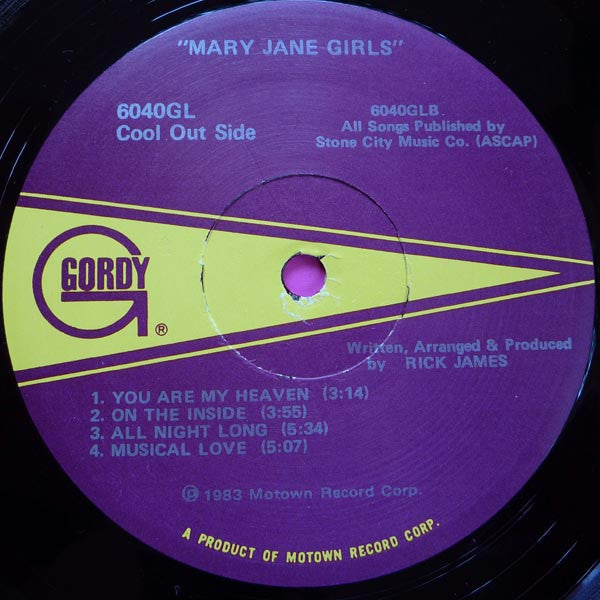 "MARY JANE GIRLS"
6040GL
Cool Out Side
6040GLB
All Songs Published by
Stone City Music Co. (ASCAP)
GORDY
®
Written, Arranged & Produced
by RICK JAMES
1. YOU ARE MY HEAVEN (3:14)
2. ON THE INSIDE (3:55)
3. ALL NIGHT LONG (5:34)
4. MUSICAL LOVE (5:07)
℗ 1983 Motown Record Corp.
A PRODUCT OF MOTOWN RECORD CORP.